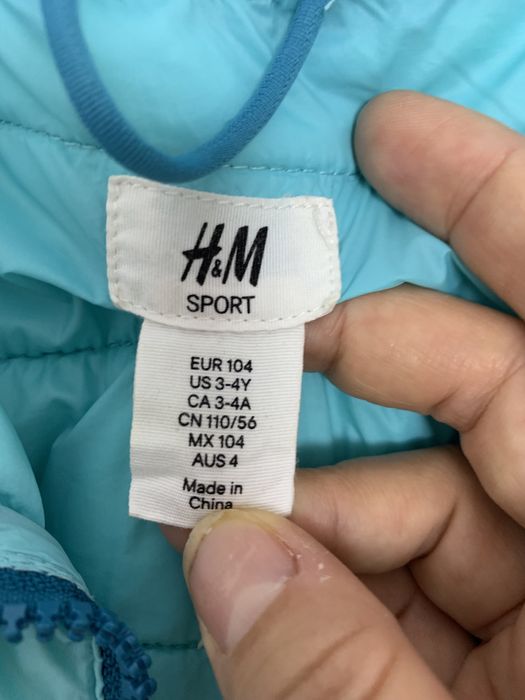 H&M
SPORT
EUR 104
US 3-4Y
CA 3-4A
CN 110/56
MX 104
AUS 4
Made in
China